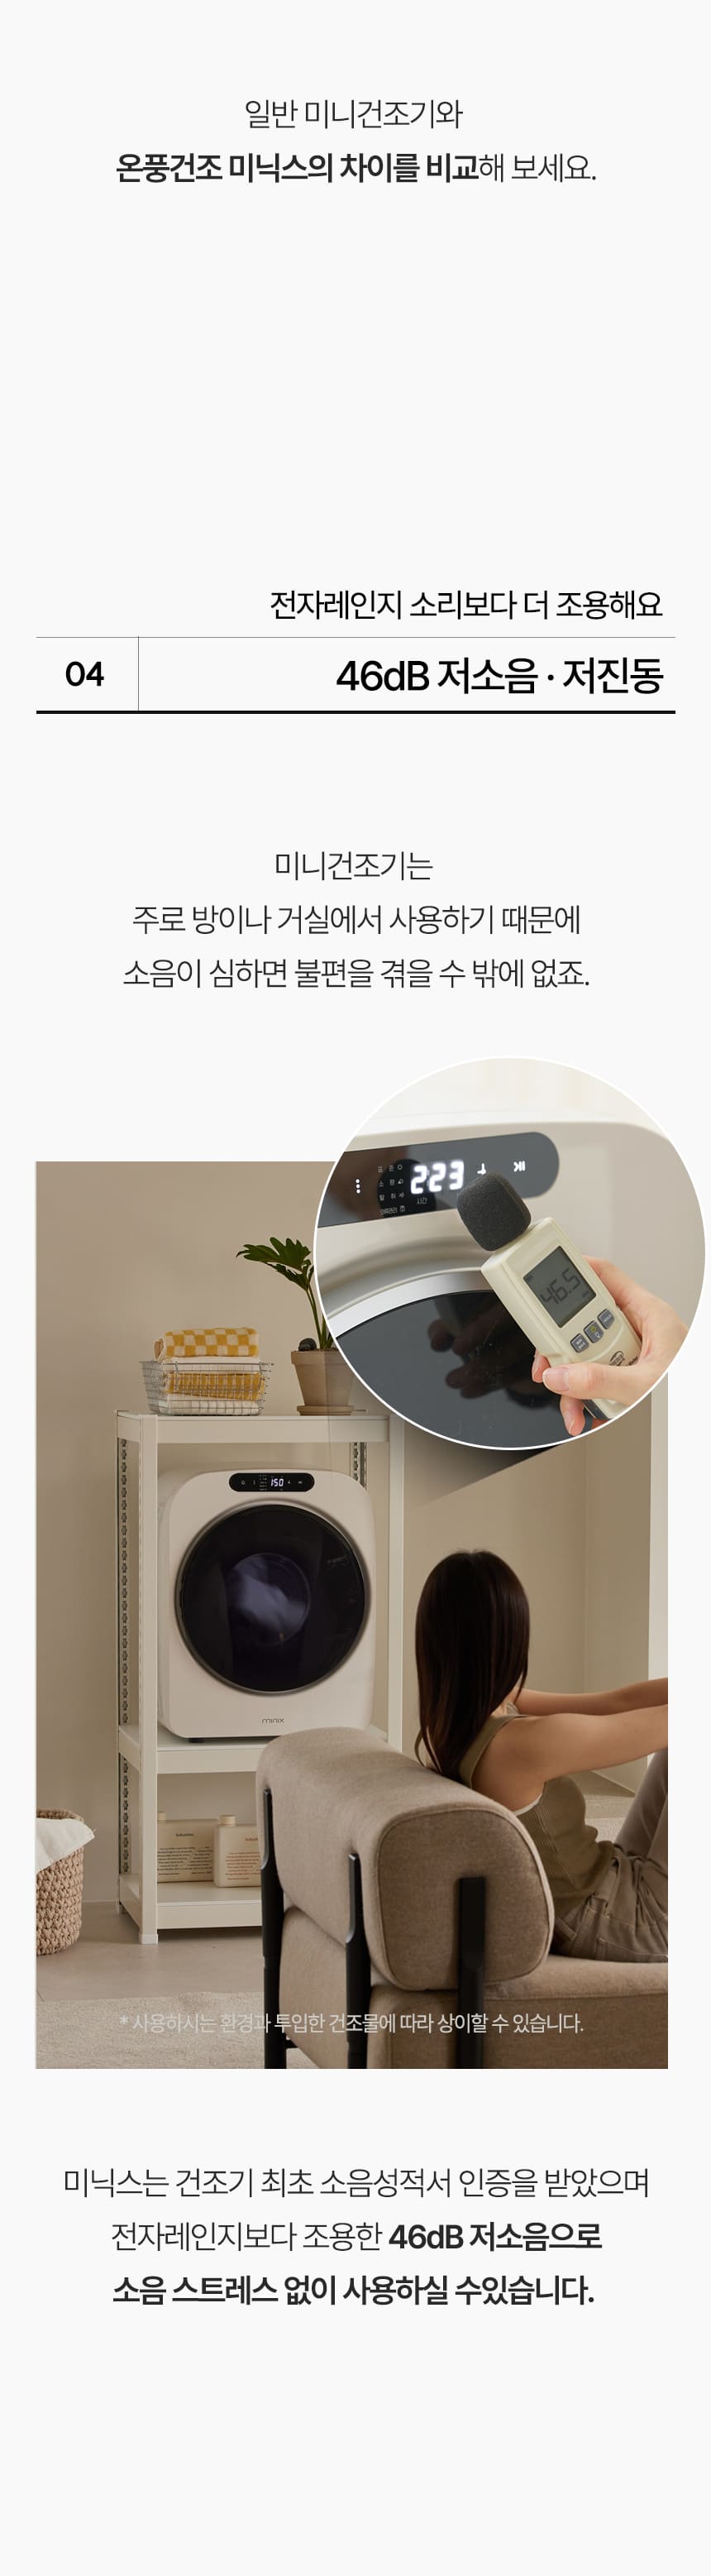 일반 미니건조기와
온풍건조 미닉스의 차이를 비교해 보세요.
전자레인지 소리보다 더 조용해요
04
46dB 저소음 · 저진동
미니건조기는
주로 방이나 거실에서 사용하기 때문에
소음이 심하면 불편을 겪을 수 밖에 없죠.
표준
소량
탈취
223
시간
46.5
150
minix
* 사용하시는 환경과 투입한 건조물에 따라 상이할 수 있습니다.
미닉스는 건조기 최초 소음성적서 인증을 받았으며
전자레인지보다 조용한 46dB 저소음으로
소음 스트레스 없이 사용하실 수있습니다.